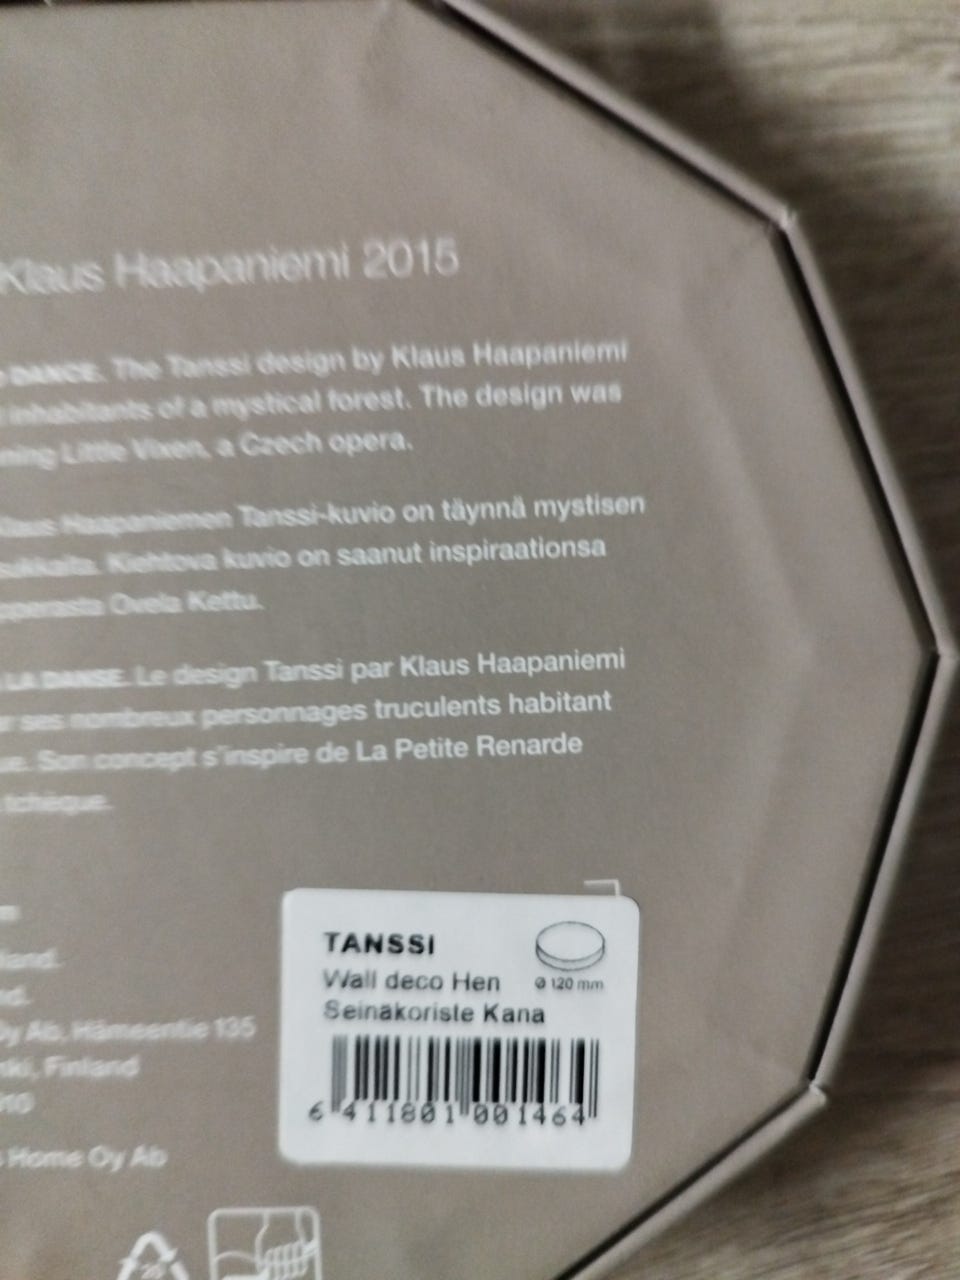 Klaus Haapaniemi 2015
DANCE. The Tanssi design by Klaus Haapaniemi
inhabitants of a mystical forest. The design was
Little Vixen, a Czech opera.
Klaus Haapaniemen Tanssi-kuvio on täynnä mystisen
Kiehtova kuvio on saanut inspiraationsa
Ovela Kettu.
LA DANSE. Le design Tanssi par Klaus Haapaniemi
ses nombreux personnages truculents habitant
Son concept s'inspire de La Petite Renarde
tchèque.
Oy Ab, Hämeentie 135
Finland
Home Oy Ab
TANSSI
Wall deco Hen
Ø 120 mm
Seinäkoriste Kana
6 411801 001464